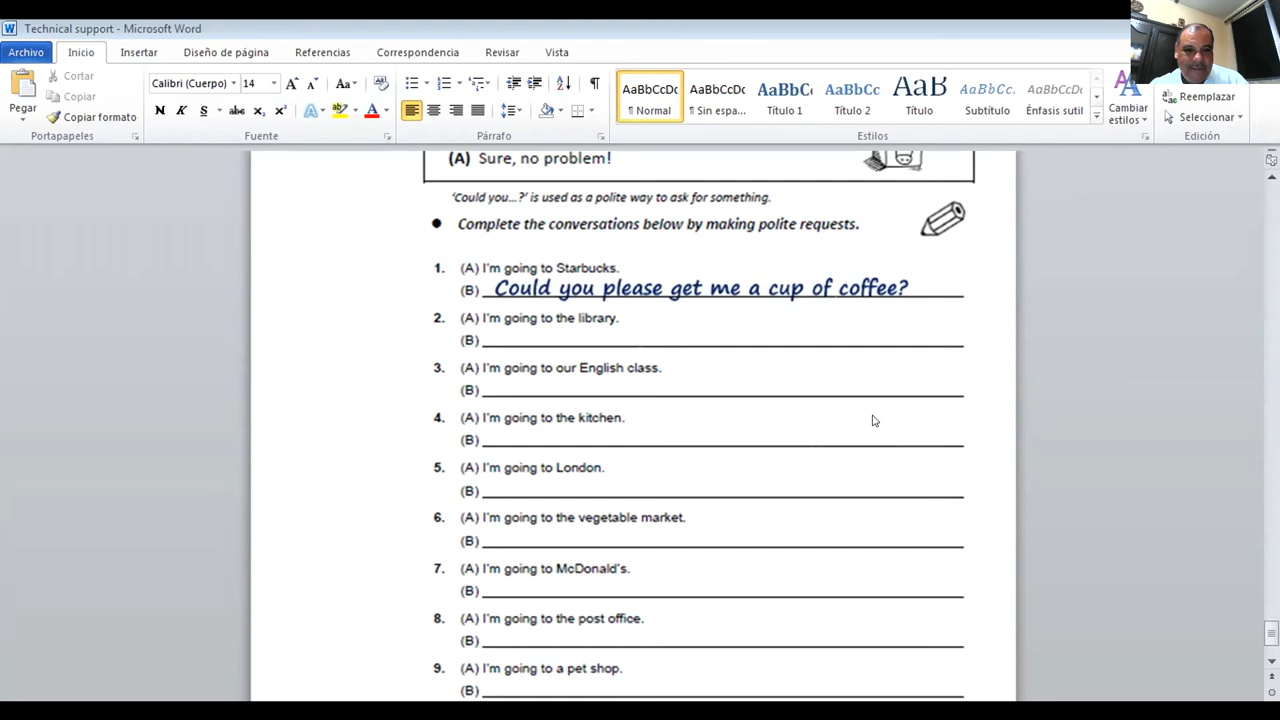 Technical support - Microsoft Word
Archivo Inicio Insertar Diseño de página Referencias Correspondencia Revisar Vista
Pegar
Cortar
Copiar
Copiar formato
Portapapeles
Calibri (Cuerpo) 14 A A Aa
N K S abc x₂ x² A A
Fuente
Párrafo
AaBbCcDc AaBbCcDc AaBbC AaBbCc AaB AaBbCc. AaBbCcDc
¶ Normal ¶ Sin espa... Título 1 Título 2 Título Subtítulo Énfasis sutil
Estilos
Cambiar
estilos
Reemplazar
Seleccionar
Edición
(A) Sure, no problem!
'Could you...?' is used as a polite way to ask for something.
● Complete the conversations below by making polite requests.
1. (A) I'm going to Starbucks.
(B) Could you please get me a cup of coffee?
2. (A) I'm going to the library.
(B)
3. (A) I'm going to our English class.
(B)
4. (A) I'm going to the kitchen.
(B)
5. (A) I'm going to London.
(B)
6. (A) I'm going to the vegetable market.
(B)
7. (A) I'm going to McDonald's.
(B)
8. (A) I'm going to the post office.
(B)
9. (A) I'm going to a pet shop.
(B)